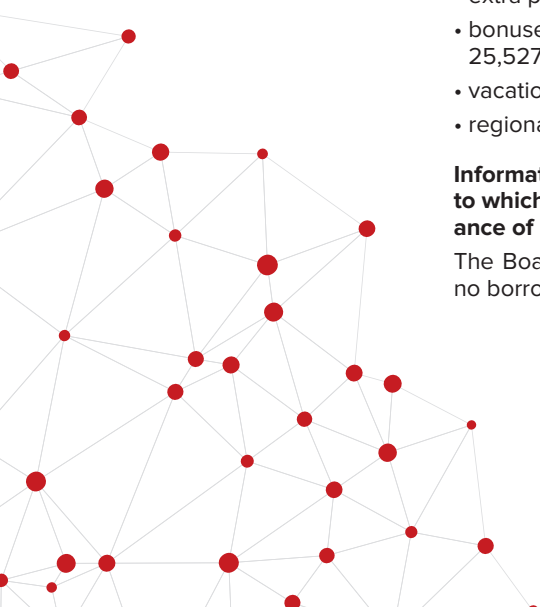 • bonuse
25,527
• vacatio
• regiona
Informat
to which
ance of
The Boa
no borro